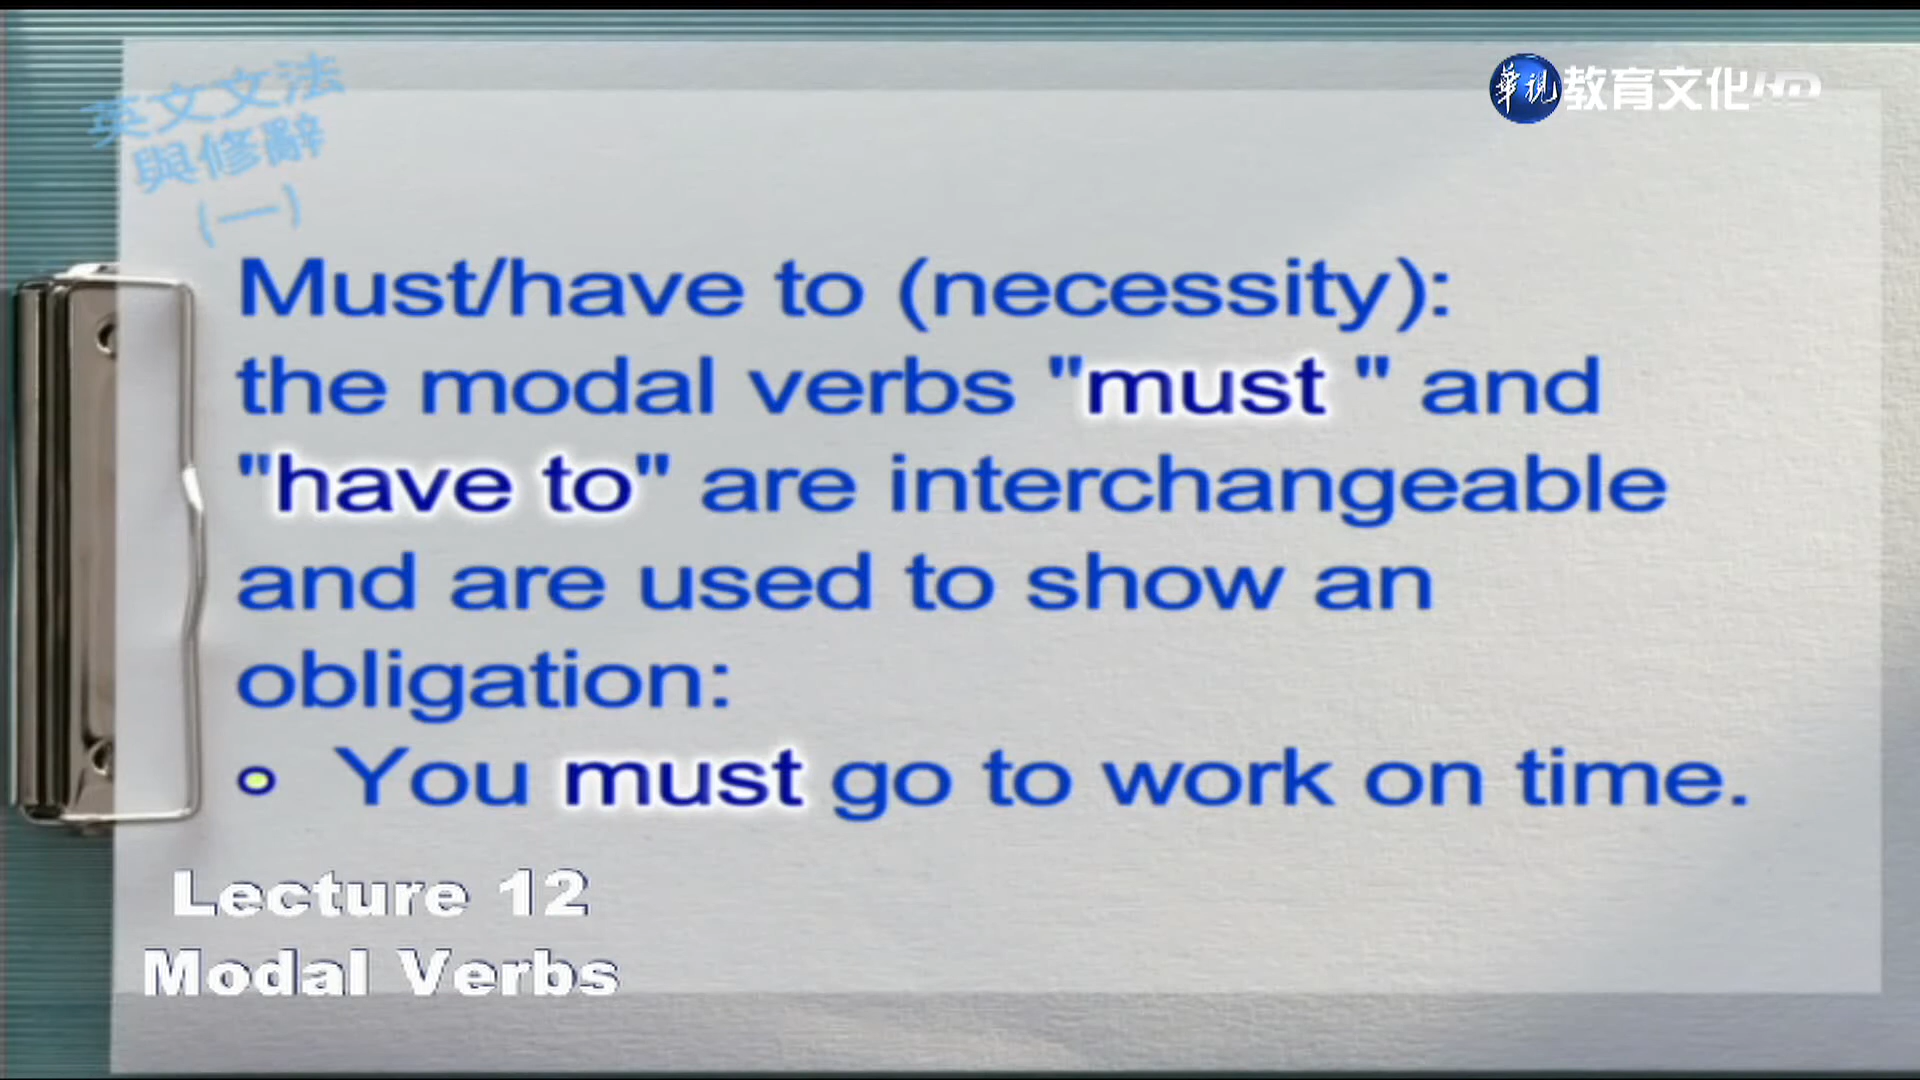 英文文法
與修辭
(一)
華視 教育文化HD
Must/have to (necessity):
the modal verbs "must " and
"have to" are interchangeable
and are used to show an
obligation:
• You must go to work on time.
Lecture 12
Modal Verbs